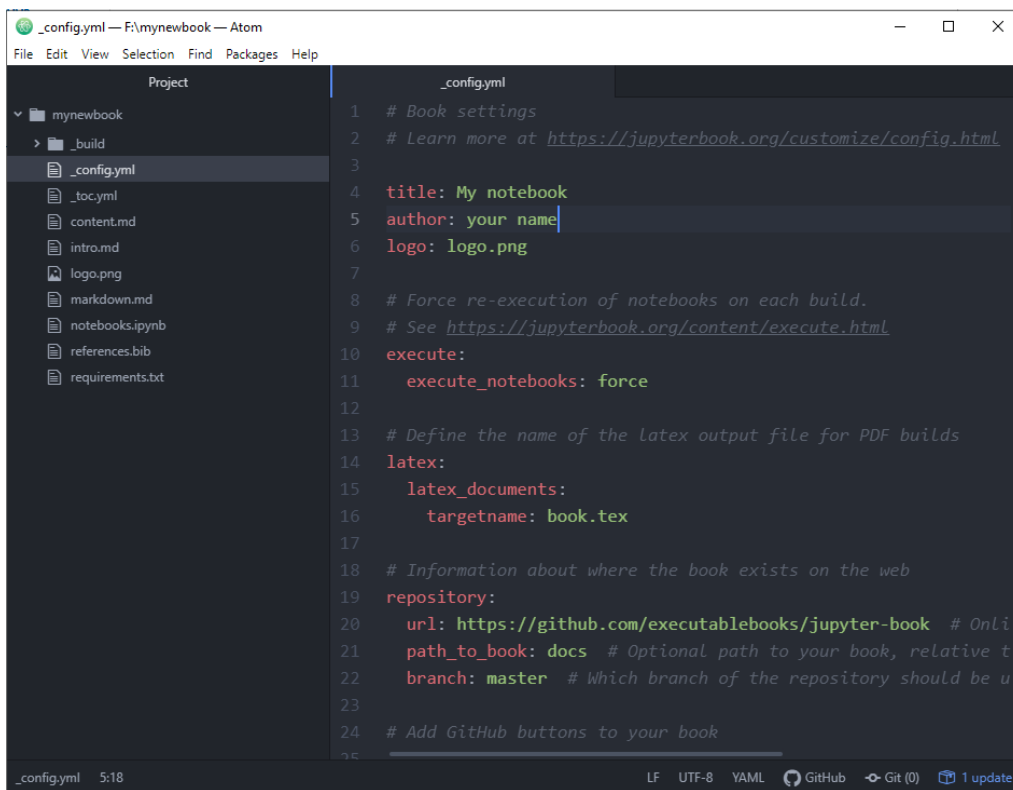 _config.yml — F:\mynewbook — Atom
File Edit View Selection Find Packages Help
Project
_config.yml
mynewbook
_build
_config.yml
_toc.yml
content.md
intro.md
logo.png
markdown.md
notebooks.ipynb
references.bib
requirements.txt
1 # Book settings
2 # Learn more at https://jupyterbook.org/customize/config.html
3
4 title: My notebook
5 author: your name
6 logo: logo.png
7
8 # Force re-execution of notebooks on each build.
9 # See https://jupyterbook.org/content/execute.html
10 execute:
11   execute_notebooks: force
12
13 # Define the name of the latex output file for PDF builds
14 latex:
15   latex_documents:
16     targetname: book.tex
17
18 # Information about where the book exists on the web
19 repository:
20   url: https://github.com/executablebooks/jupyter-book  # Onli
21   path_to_book: docs  # Optional path to your book, relative t
22   branch: master  # Which branch of the repository should be u
23
24 # Add GitHub buttons to your book
25
_config.yml 5:18 LF UTF-8 YAML GitHub Git (0) 1 update